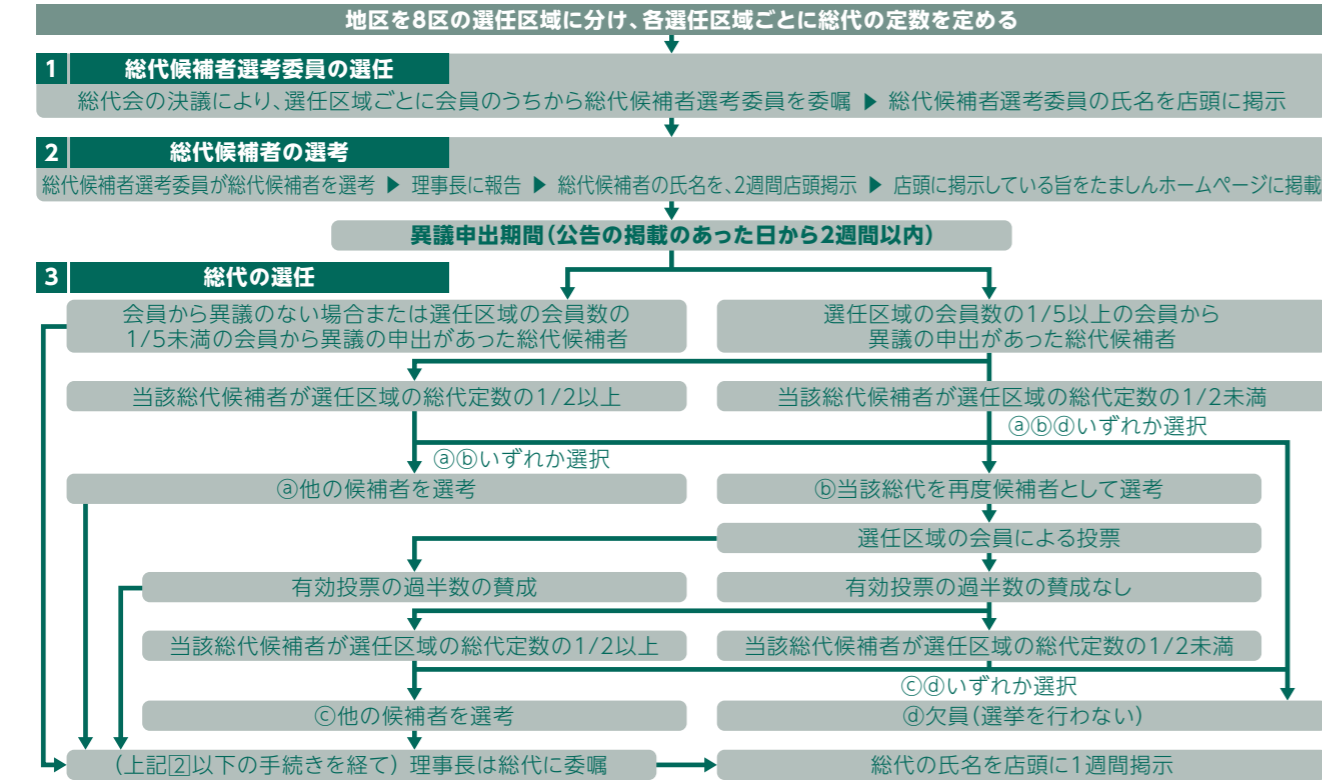 地区を8区の選任区域に分け、各選任区域ごとに総代の定数を定める
1 総代候補者選考委員の選任
総代会の決議により、選任区域ごとに会員のうちから総代候補者選考委員を委嘱 ▶ 総代候補者選考委員の氏名を店頭に掲示
2 総代候補者の選考
総代候補者選考委員が総代候補者を選考 ▶ 理事長に報告 ▶ 総代候補者の氏名を、2週間店頭掲示 ▶ 店頭に掲示している旨をたましんホームページに掲載
異議申出期間(公告の掲載のあった日から2週間以内)
3 総代の選任
会員から異議のない場合または選任区域の会員数の
1/5未満の会員から異議の申出があった総代候補者
選任区域の会員数の1/5以上の会員から
異議の申出があった総代候補者
当該総代候補者が選任区域の総代定数の1/2以上
当該総代候補者が選任区域の総代定数の1/2未満
ⓐⓑⓓいずれか選択
ⓐⓑいずれか選択
ⓐ他の候補者を選考
ⓑ当該総代を再度候補者として選考
選任区域の会員による投票
有効投票の過半数の賛成
有効投票の過半数の賛成なし
当該総代候補者が選任区域の総代定数の1/2以上
当該総代候補者が選任区域の総代定数の1/2未満
ⓒⓓいずれか選択
ⓒ他の候補者を選考
ⓓ欠員(選挙を行わない)
(上記2以下の手続きを経て) 理事長は総代に委嘱
総代の氏名を店頭に1週間掲示